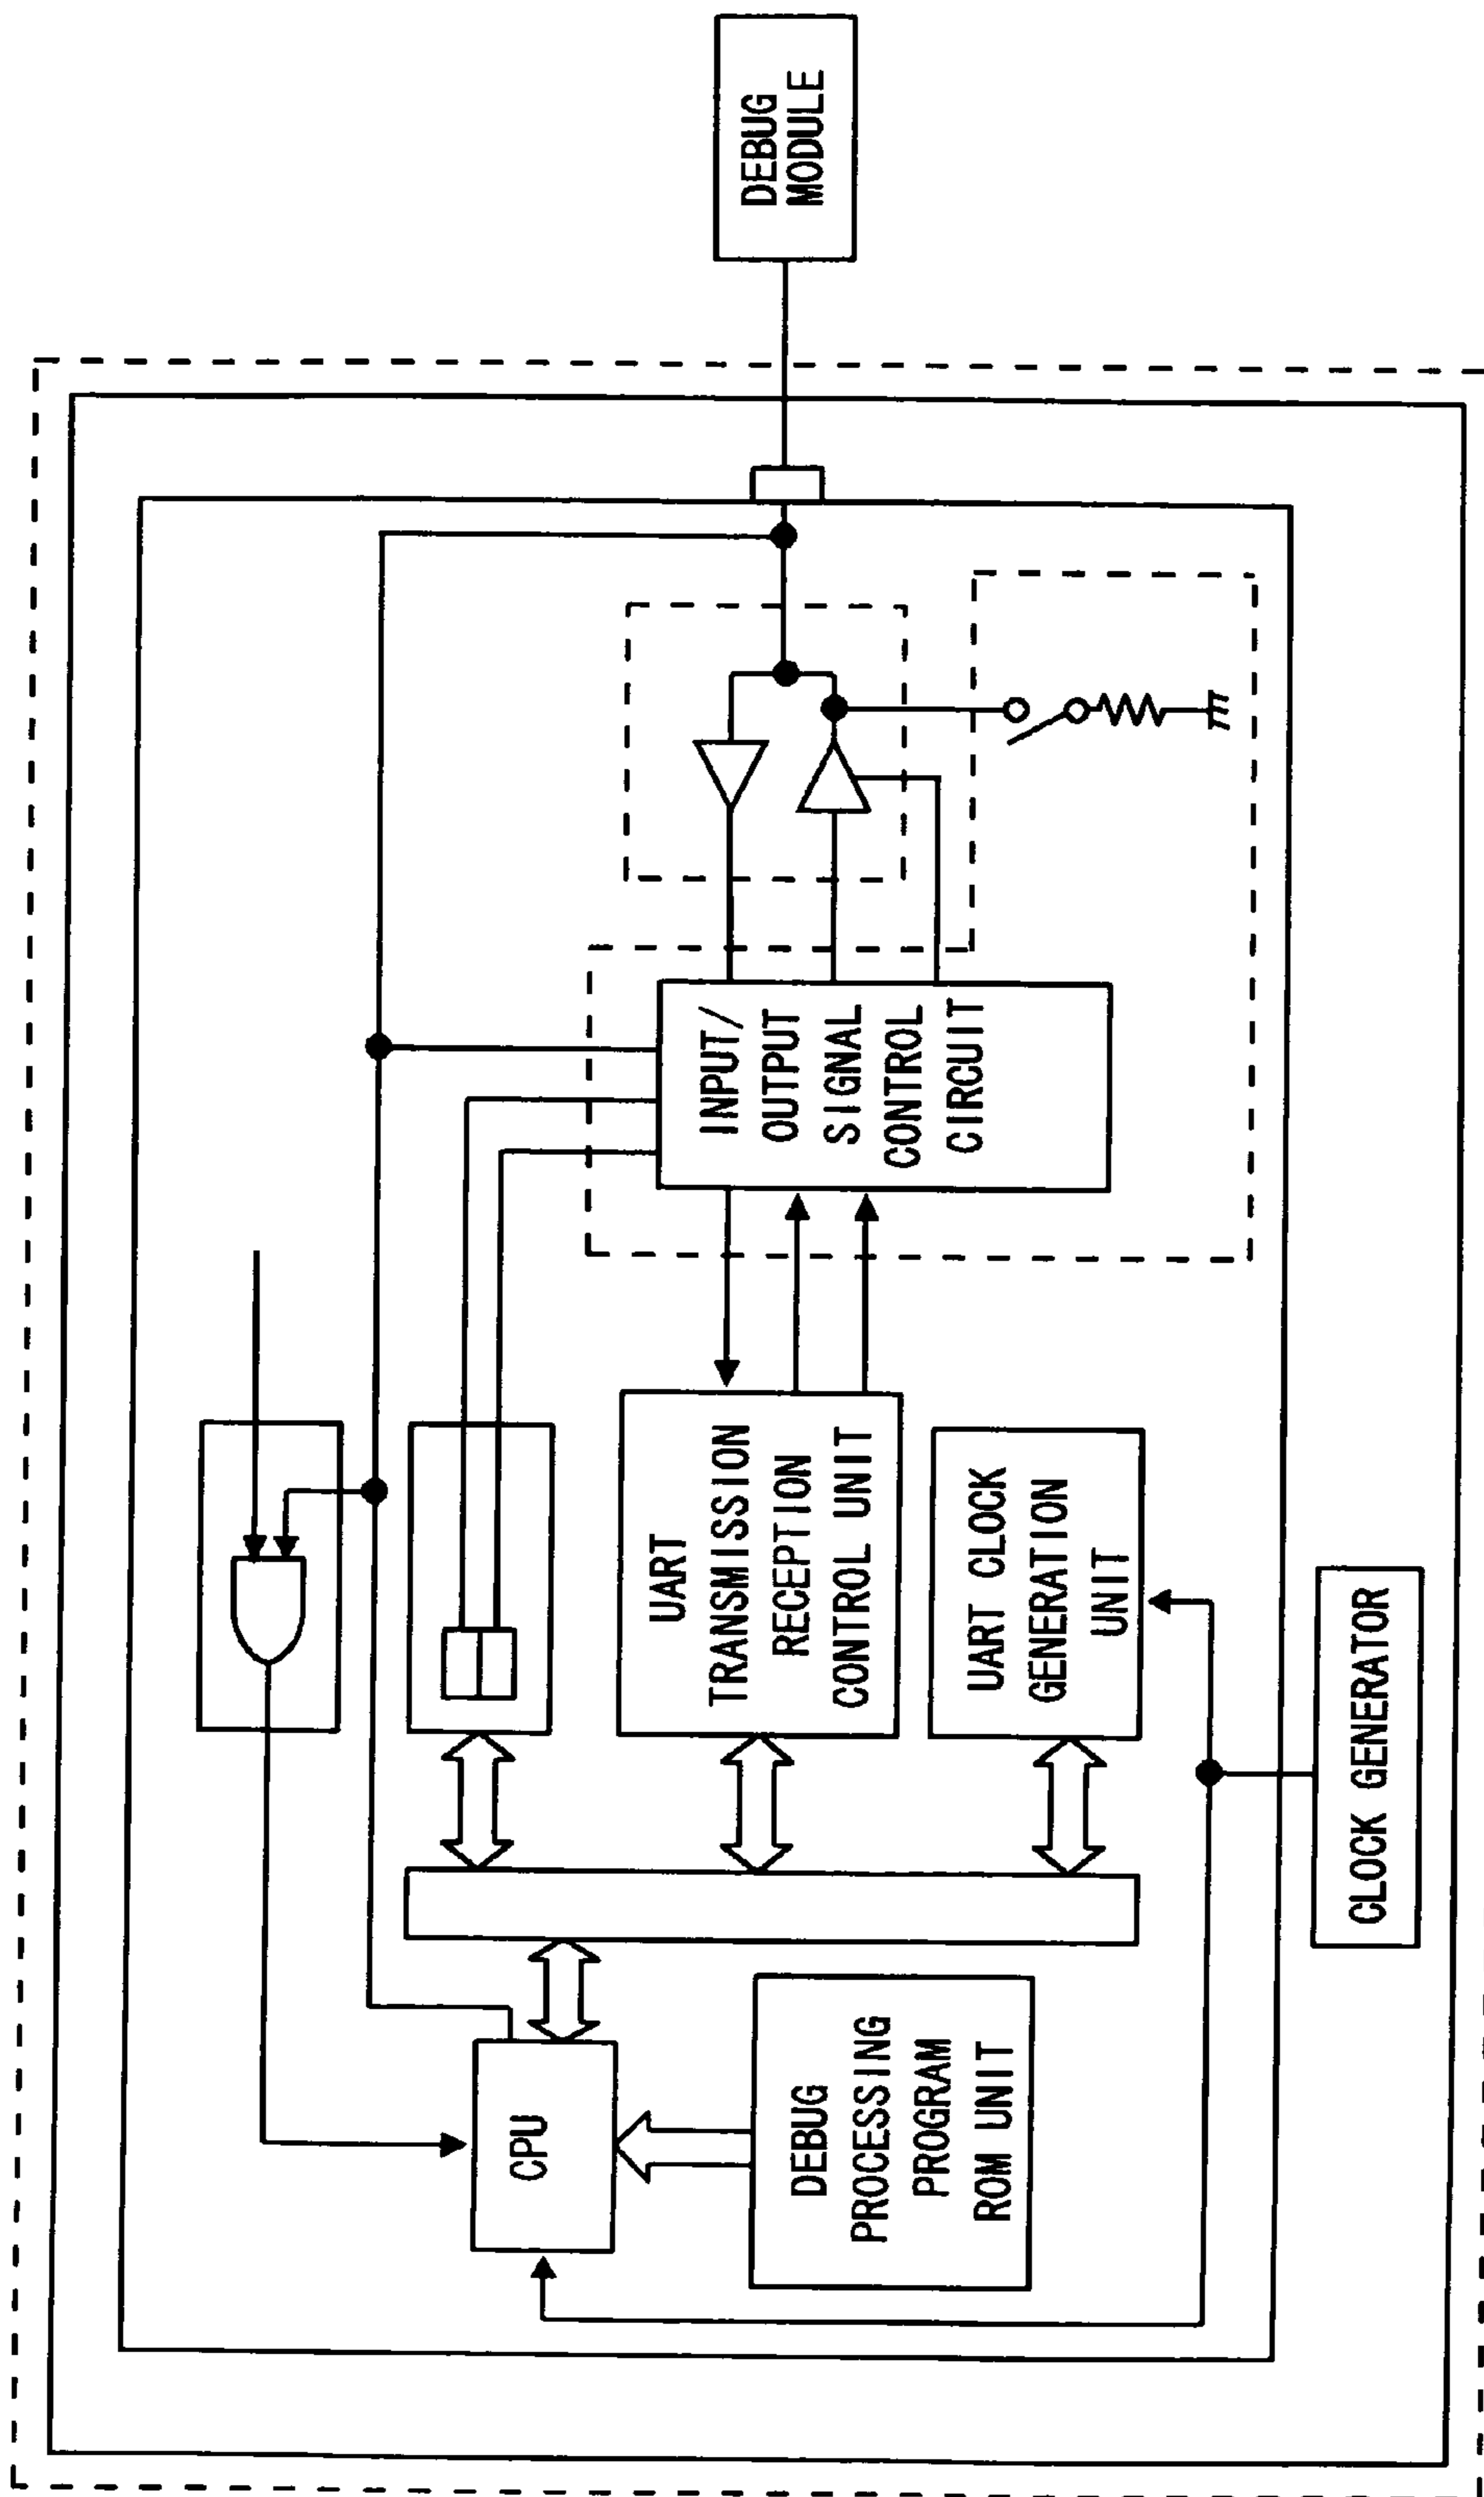 DEBUG
MODULE
INPUT/
OUTPUT
SIGNAL
CONTROL
CIRCUIT
UART
TRANSMISSION
RECEPTION
CONTROL UNIT
UART CLOCK
GENERATION
UNIT
CLOCK GENERATOR
CPU
DEBUG
PROCESSING
PROGRAM
ROM UNIT